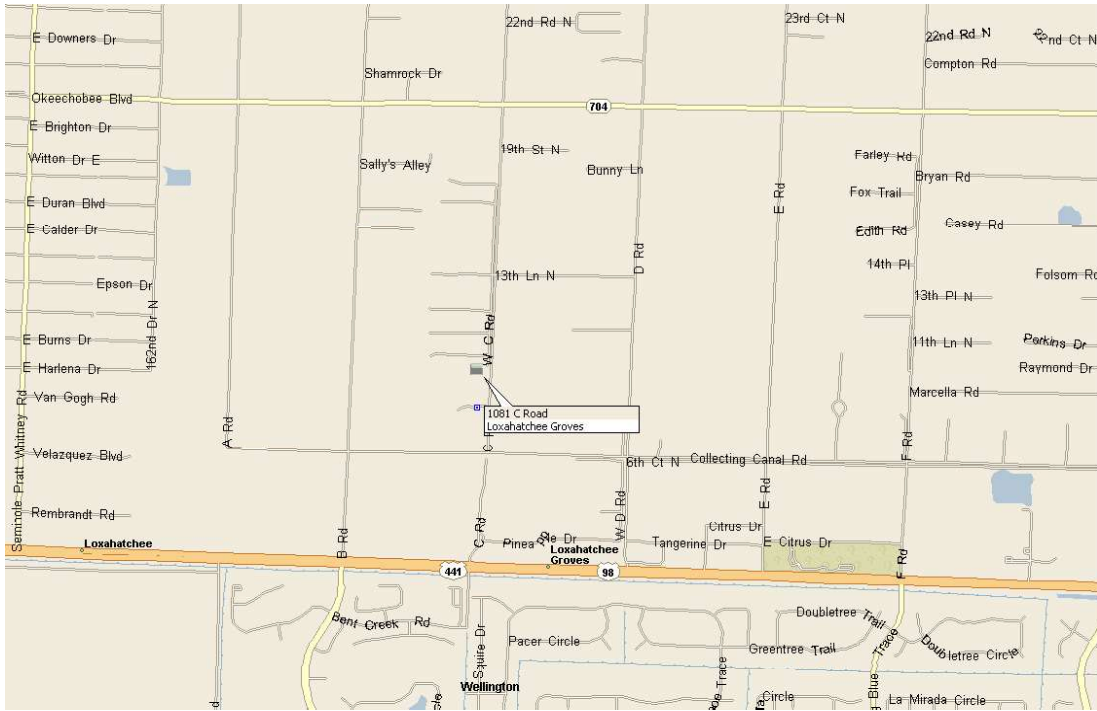 22nd Rd N
23rd Ct N
E Downers Dr
22nd Rd N
22nd Ct N
Compton Rd
Shamrock Dr
Okeechobee Blvd
704
E Brighton Dr
19th St N
Witton Dr E
Sally's Alley
Bunny Ln
Farley Rd
Bryan Rd
E Rd
Fox Trail
E Duran Blvd
E Calder Dr
Edith Rd
Casey Rd
D Rd
14th Pl
13th Ln N
Folsom Rd
Epson Dr
13th Pl N
162nd Dr N
W C Rd
E Burns Dr
11th Ln N
Perkins Dr
E Harlena Dr
Raymond Dr
Van Gogh Rd
Marcella Rd
1081 C Road
Loxahatchee Groves
Seminole Pratt Whitney Rd
A Rd
F Rd
Velazquez Blvd
6th Ct N
Collecting Canal Rd
E Rd
W D Rd
Rembrandt Rd
B Rd
C Rd
Citrus Dr
Loxahatchee
Tangerine Dr
E Citrus Dr
Loxahatchee
Groves
F Rd
441
98
Bent Creek Rd
Doubletree Trail
Squire Dr
Pacer Circle
Greentree Trail
Doubletree Circle
Wellington
Circle
La Mirada Circle